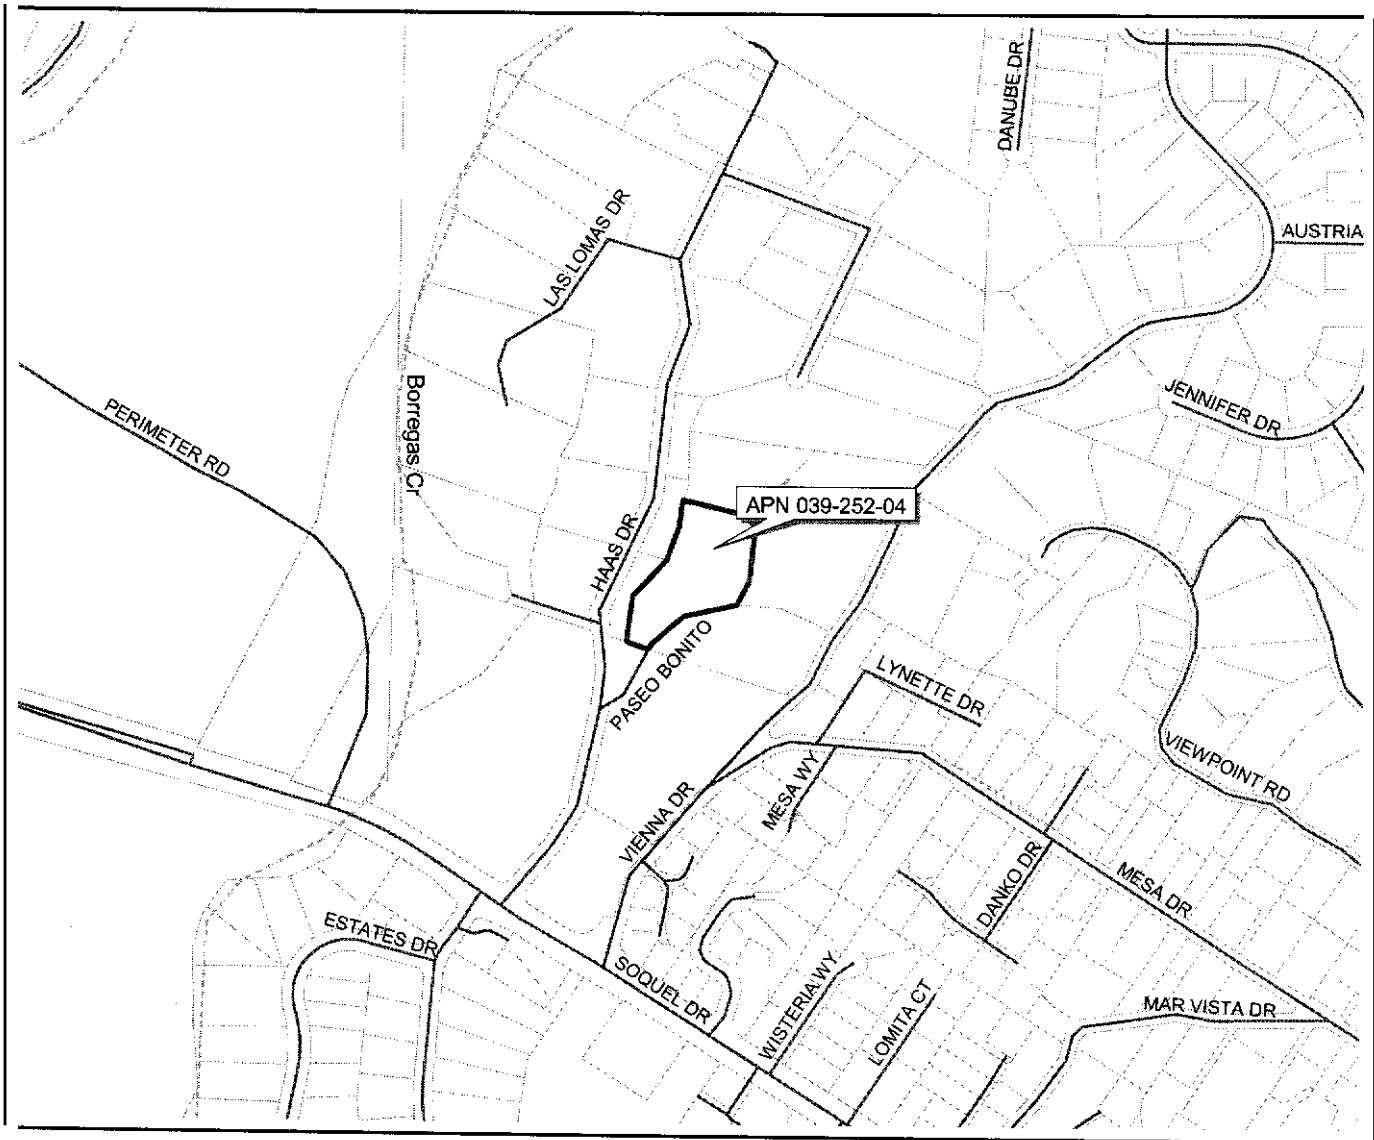 DANUBE DR
AUSTRIA
LAS LOMAS DR
JENNIFER DR
PERIMETER RD
Borregas Cr
APN 039-252-04
HAAS DR
PASEO BONITO
LYNETTE DR
VIEWPOINT RD
MESA WY
VIENNA DR
DANKO DR
MESA DR
ESTATES DR
SOQUEL DR
WISTERIA WY
LOMITA CT
MAR VISTA DR